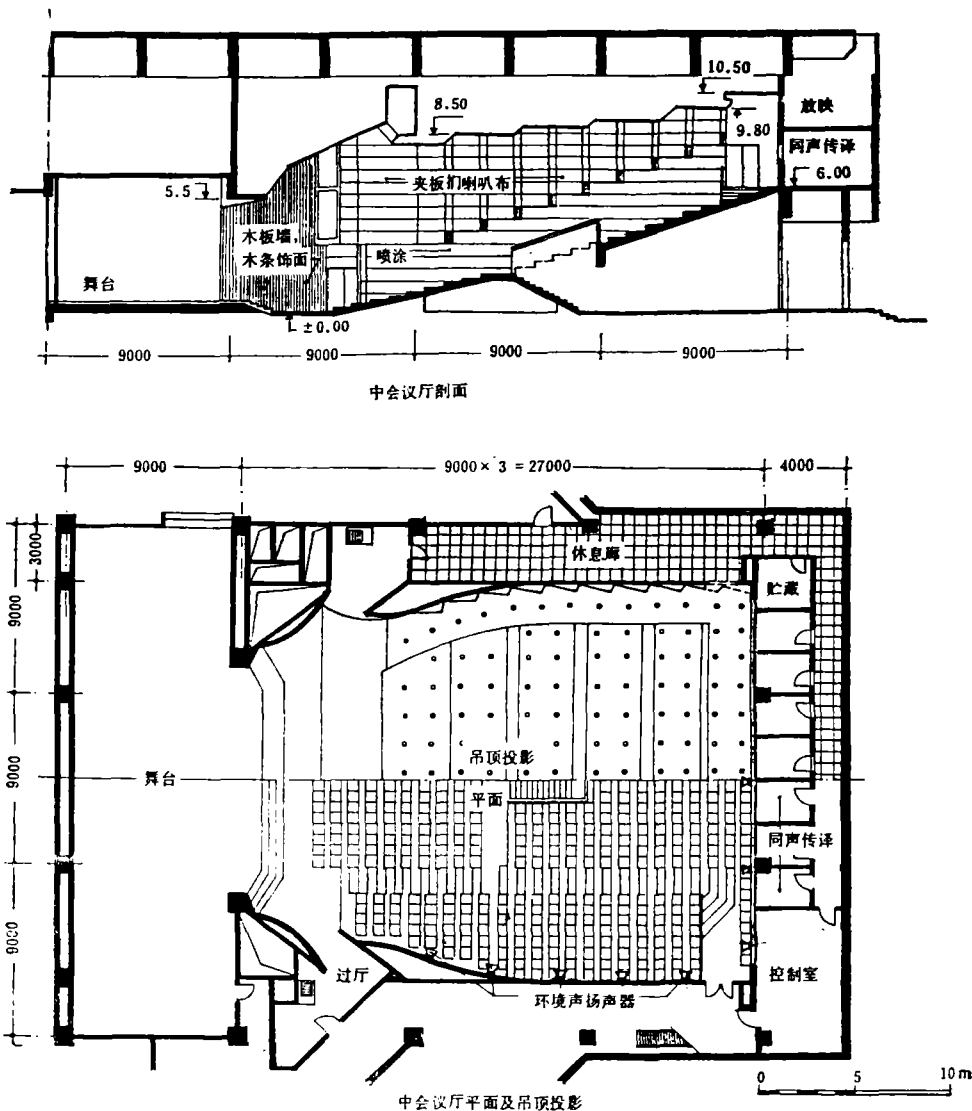 10.50
8.50
放映
9.80
同声传译
5.5
夹板扪喇叭布
6.00
木板墙,
木条饰面
喷涂
舞台
±0.00
9000
9000
9000
9000
中会议厅剖面
9000
9000 × 3 = 27000
4000
3000
休息廊
贮藏
9000
吊顶投影
舞台
平面
9000
同声传译
9000
过厅
控制室
环境声扬声器
0
5
10 m
中会议厅平面及吊顶投影